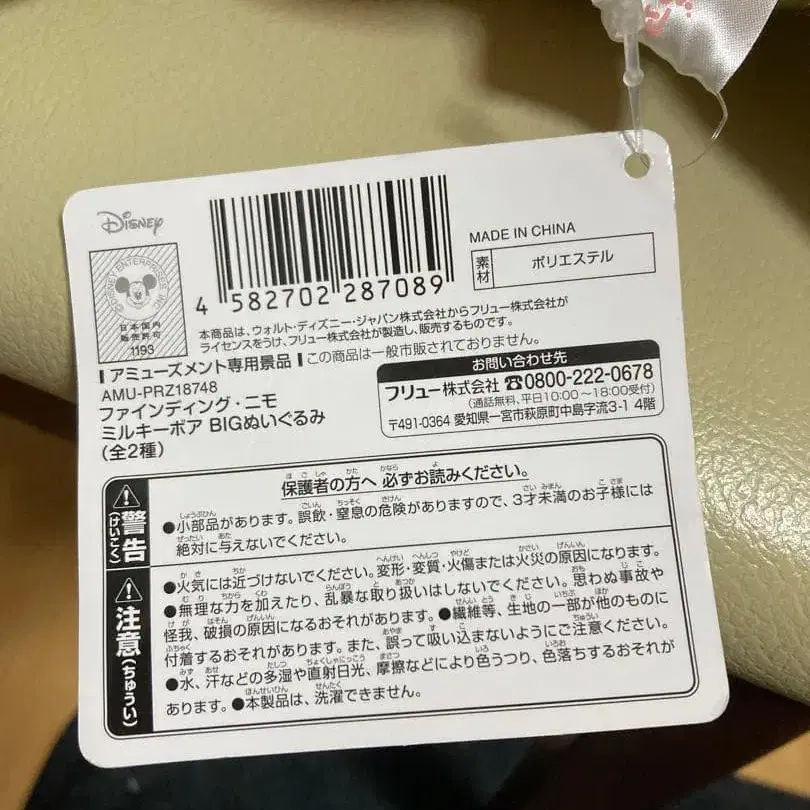 Disney
©DISNEY ENTERPRISES, INC.
日本国内
販売許可
1193
4 582702 287089
MADE IN CHINA
素材
ポリエステル
本商品は、ウォルト・ディズニー・ジャパン株式会社からフリュー株式会社が
ライセンスをうけ、フリュー株式会社が製造し、販売するものです。
アミューズメント専用景品 この商品は一般市販されておりません。
AMU-PRZ18748
ファインディング・ニモ
ミルキーボア BIGぬいぐるみ
(全2種)
お問い合わせ先
フリュー株式会社 ☎0800-222-0678
(通話無料、平日10:00~18:00受付)
〒491-0364 愛知県一宮市萩原町中島字流3-1 4階
保護者の方へ 必ずお読みください。
警告(けいこく)
●小部品があります。誤飲・窒息の危険がありますので、3才未満のお子様には
絶対に与えないでください。
注意(ちゅうい)
●火気には近づけないでください。変形・変質・火傷または火災の原因になります。
●無理な力を加えたり、乱暴な取り扱いはしないでください。思わぬ事故や
怪我、破損の原因になるおそれがあります。●繊維等、生地の一部が他のものに
付着するおそれがあります。また、誤って吸い込まないようにご注意ください。
●水、汗などの多湿や直射日光、摩擦などにより色うつり、色落ちするおそれが
あります。●本製品は、洗濯できません。